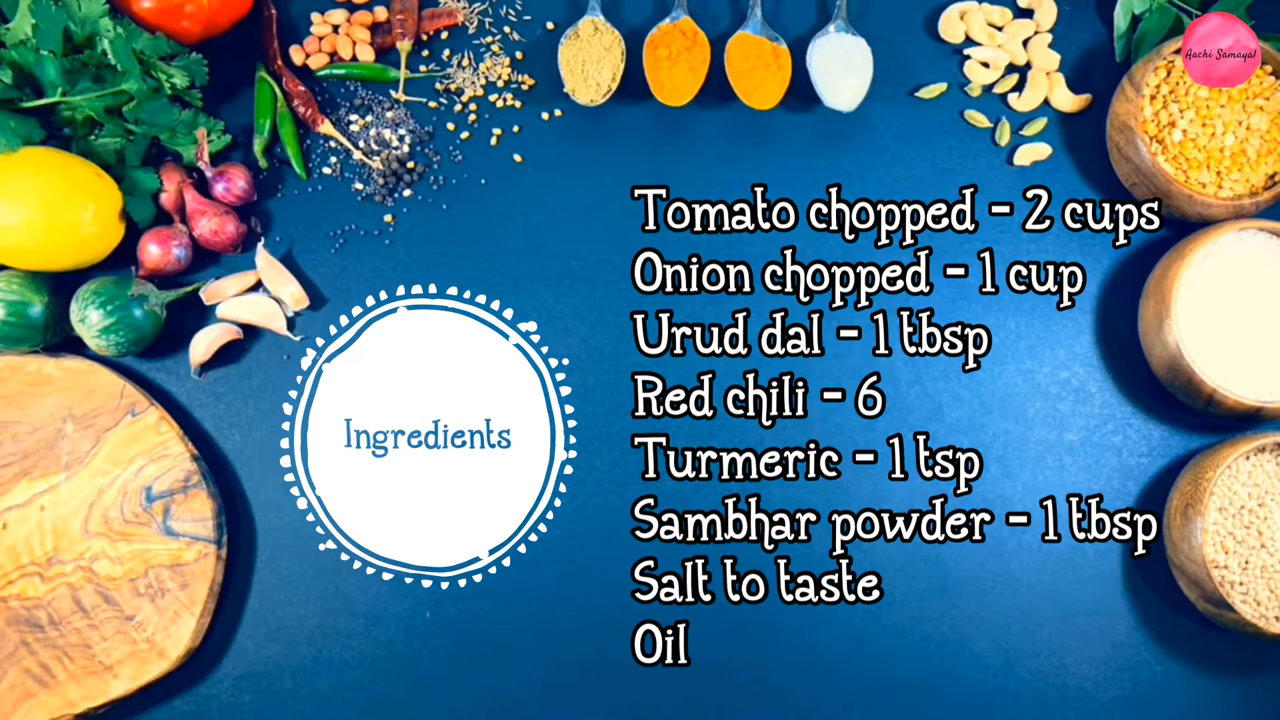 Aachi Samayal
Ingredients
Tomato chopped - 2 cups
Onion chopped - 1 cup
Urud dal - 1 tbsp
Red chili - 6
Turmeric - 1 tsp
Sambhar powder - 1 tbsp
Salt to taste
Oil